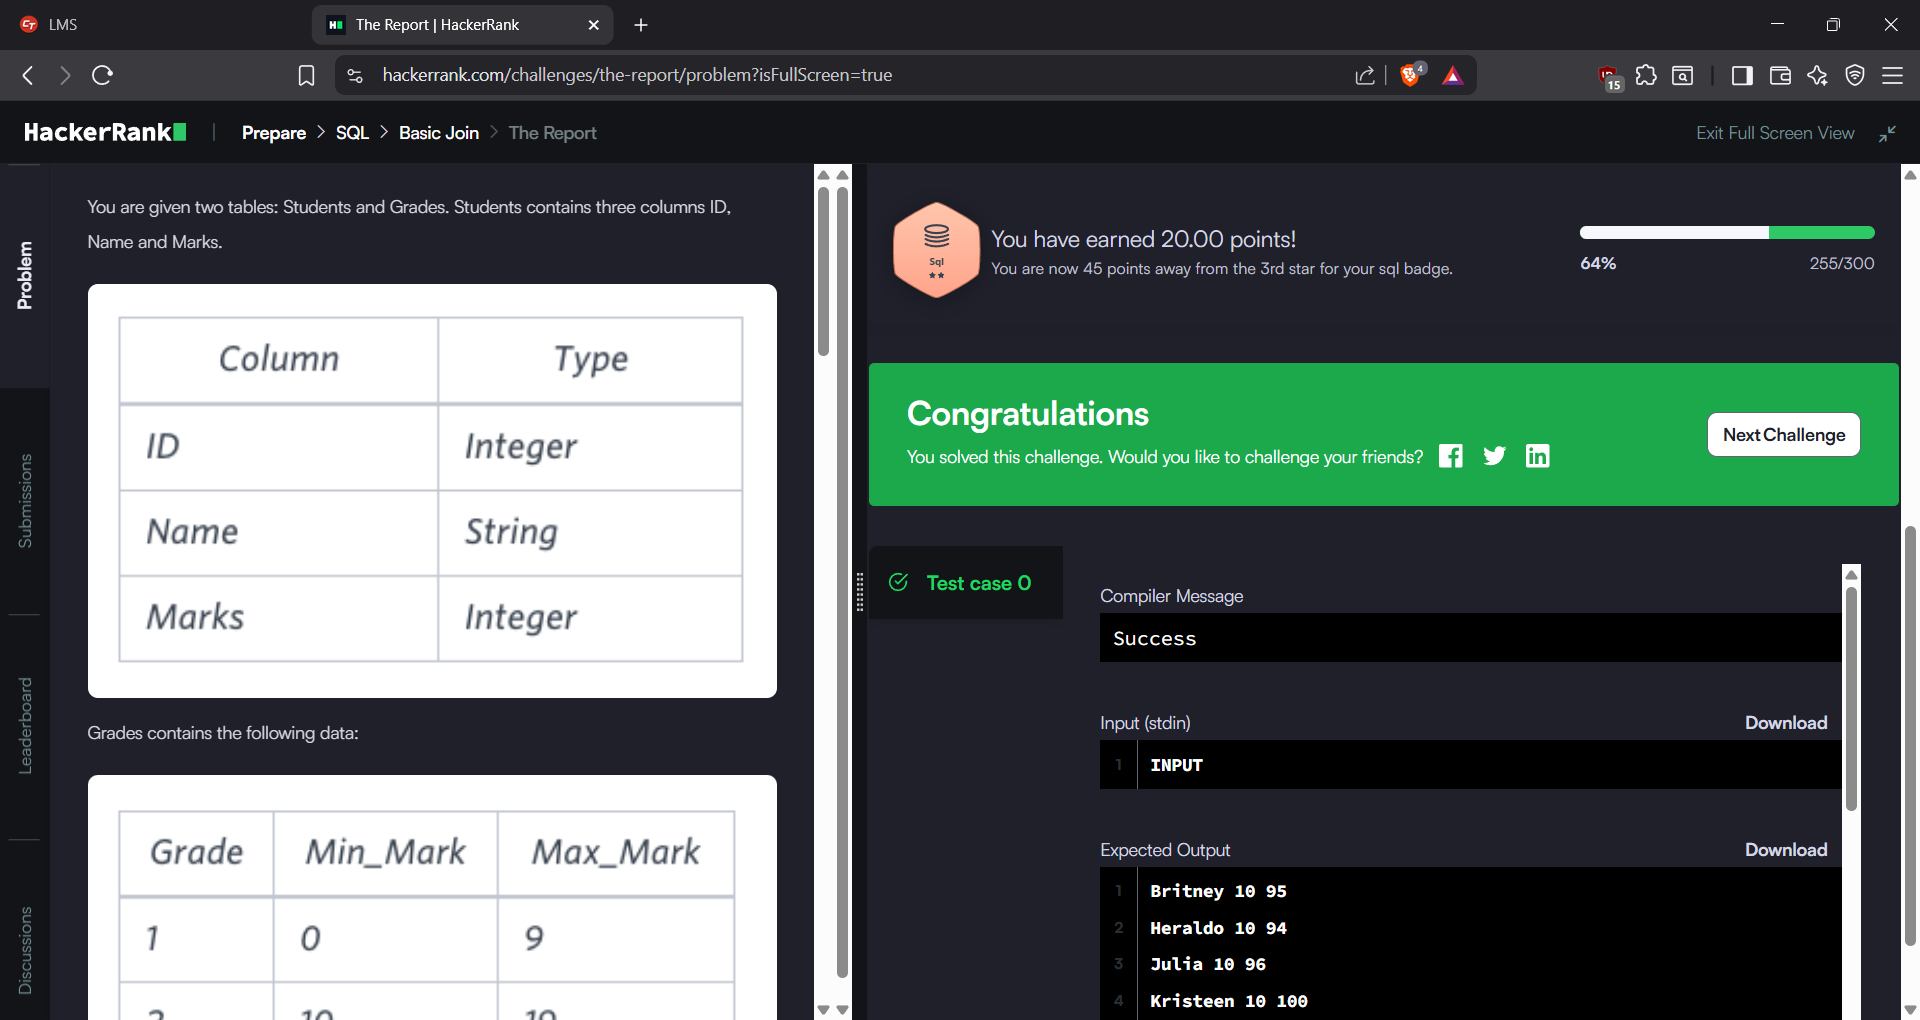 LMS
The Report | HackerRank
hackerrank.com/challenges/the-report/problem?isFullScreen=true
4
15
HackerRank
Prepare > SQL > Basic Join > The Report
Exit Full Screen View
Problem
Submissions
Leaderboard
Discussions
You are given two tables: Students and Grades. Students contains three columns ID,
Name and Marks.
Column Type
ID Integer
Name String
Marks Integer
Grades contains the following data:
Grade Min_Mark Max_Mark
1 0 9
2 10 19
Sql
You have earned 20.00 points!
You are now 45 points away from the 3rd star for your sql badge.
64% 255/300
Congratulations
You solved this challenge. Would you like to challenge your friends?
Next Challenge
Test case 0
Compiler Message
Success
Input (stdin) Download
1 INPUT
Expected Output Download
1 Britney 10 95
2 Heraldo 10 94
3 Julia 10 96
4 Kristeen 10 100